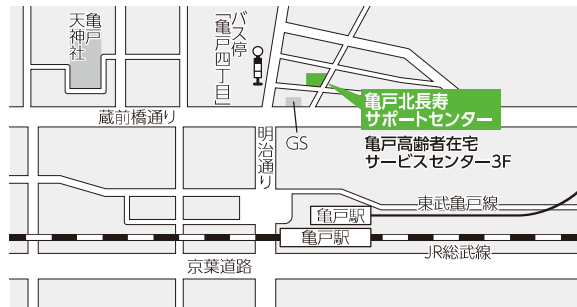 亀戸
天神社
バス停
「亀戸四丁目」
亀戸北長寿
サポートセンター
蔵前橋通り
GS
明治通り
亀戸高齢者在宅
サービスセンター3F
東武亀戸線
亀戸駅
亀戸駅
JR総武線
京葉道路